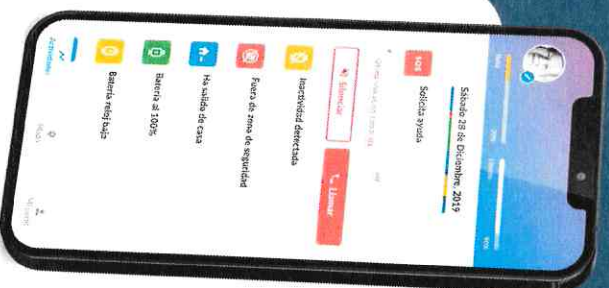 Sábado 28 de Diciembre, 2019
SOS
Solicita ayuda
Silenciar
Llamar
Inactividad detectada
Fuera de zona de seguridad
Ha salido de casa
Batería al 100%
Batería reloj baja
Actividades